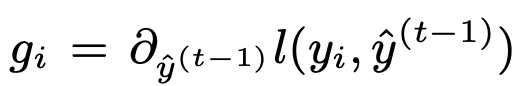 g_i = ∂_{ŷ^{(t−1)}} l(y_i, ŷ^{(t−1)})